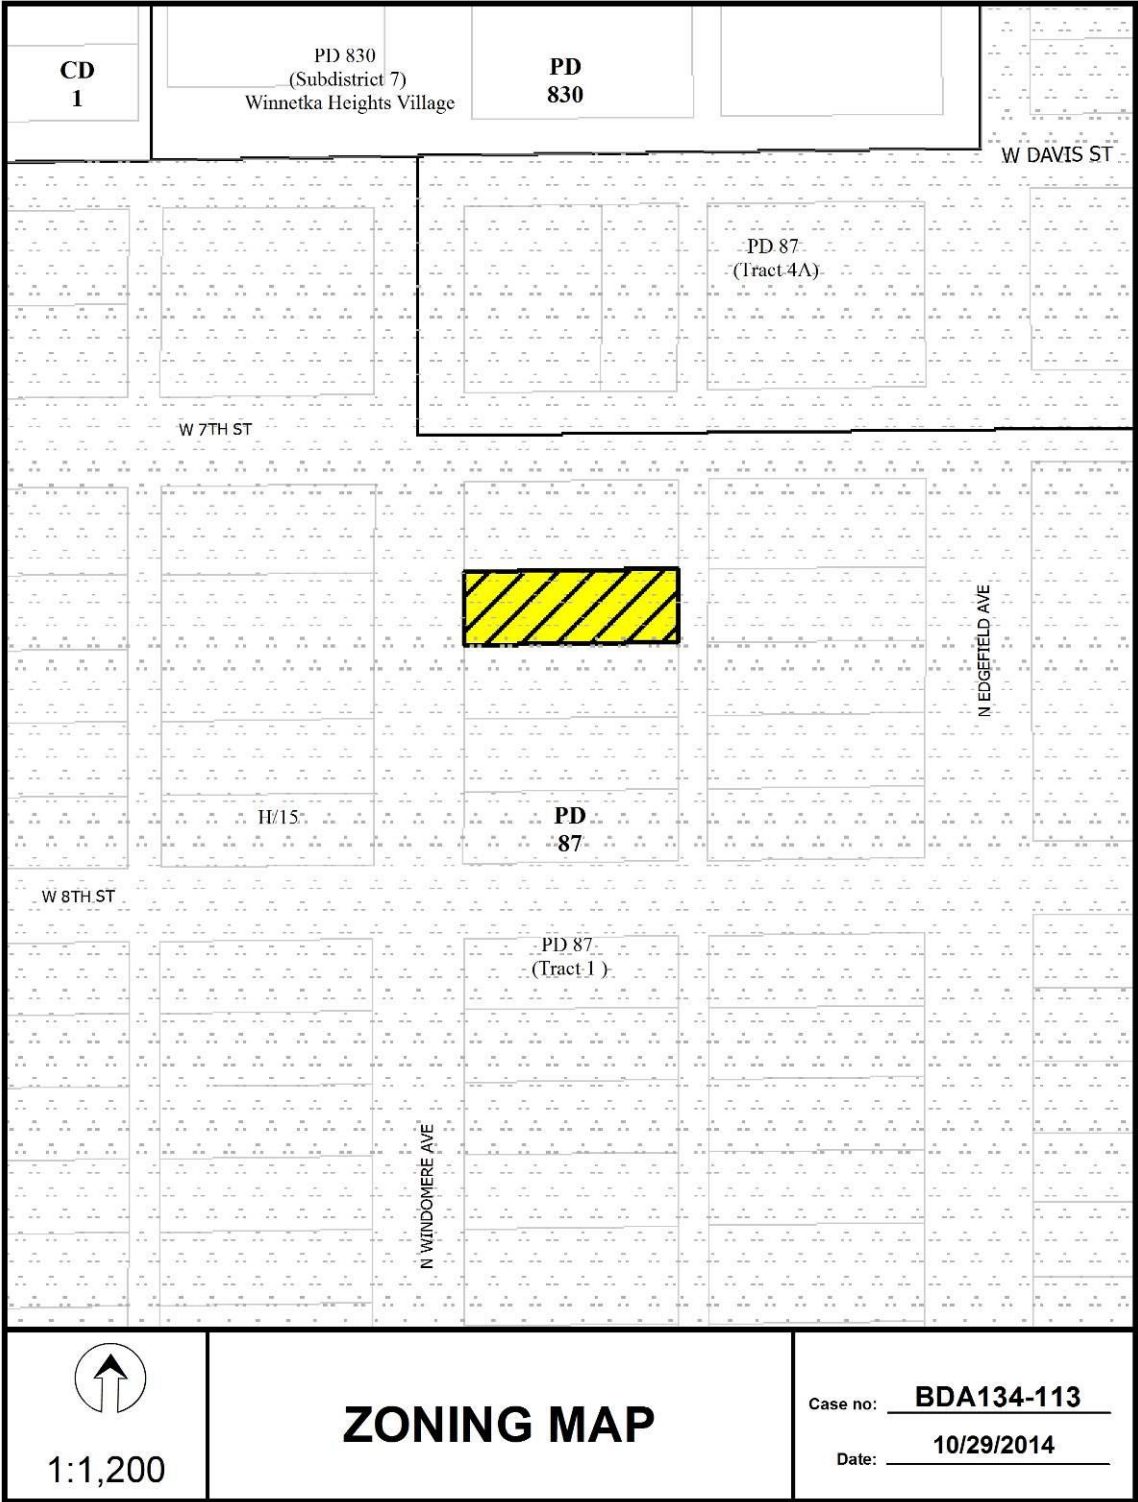 CD
1
PD 830
(Subdistrict 7)
Winnetka Heights Village
PD
830
W DAVIS ST
PD 87
(Tract 4A)
W 7TH ST
N EDGEFIELD AVE
H/15
PD
87
W 8TH ST
PD 87
(Tract 1 )
N WINDOMERE AVE
1:1,200
ZONING MAP
Case no: BDA134-113
Date: 10/29/2014